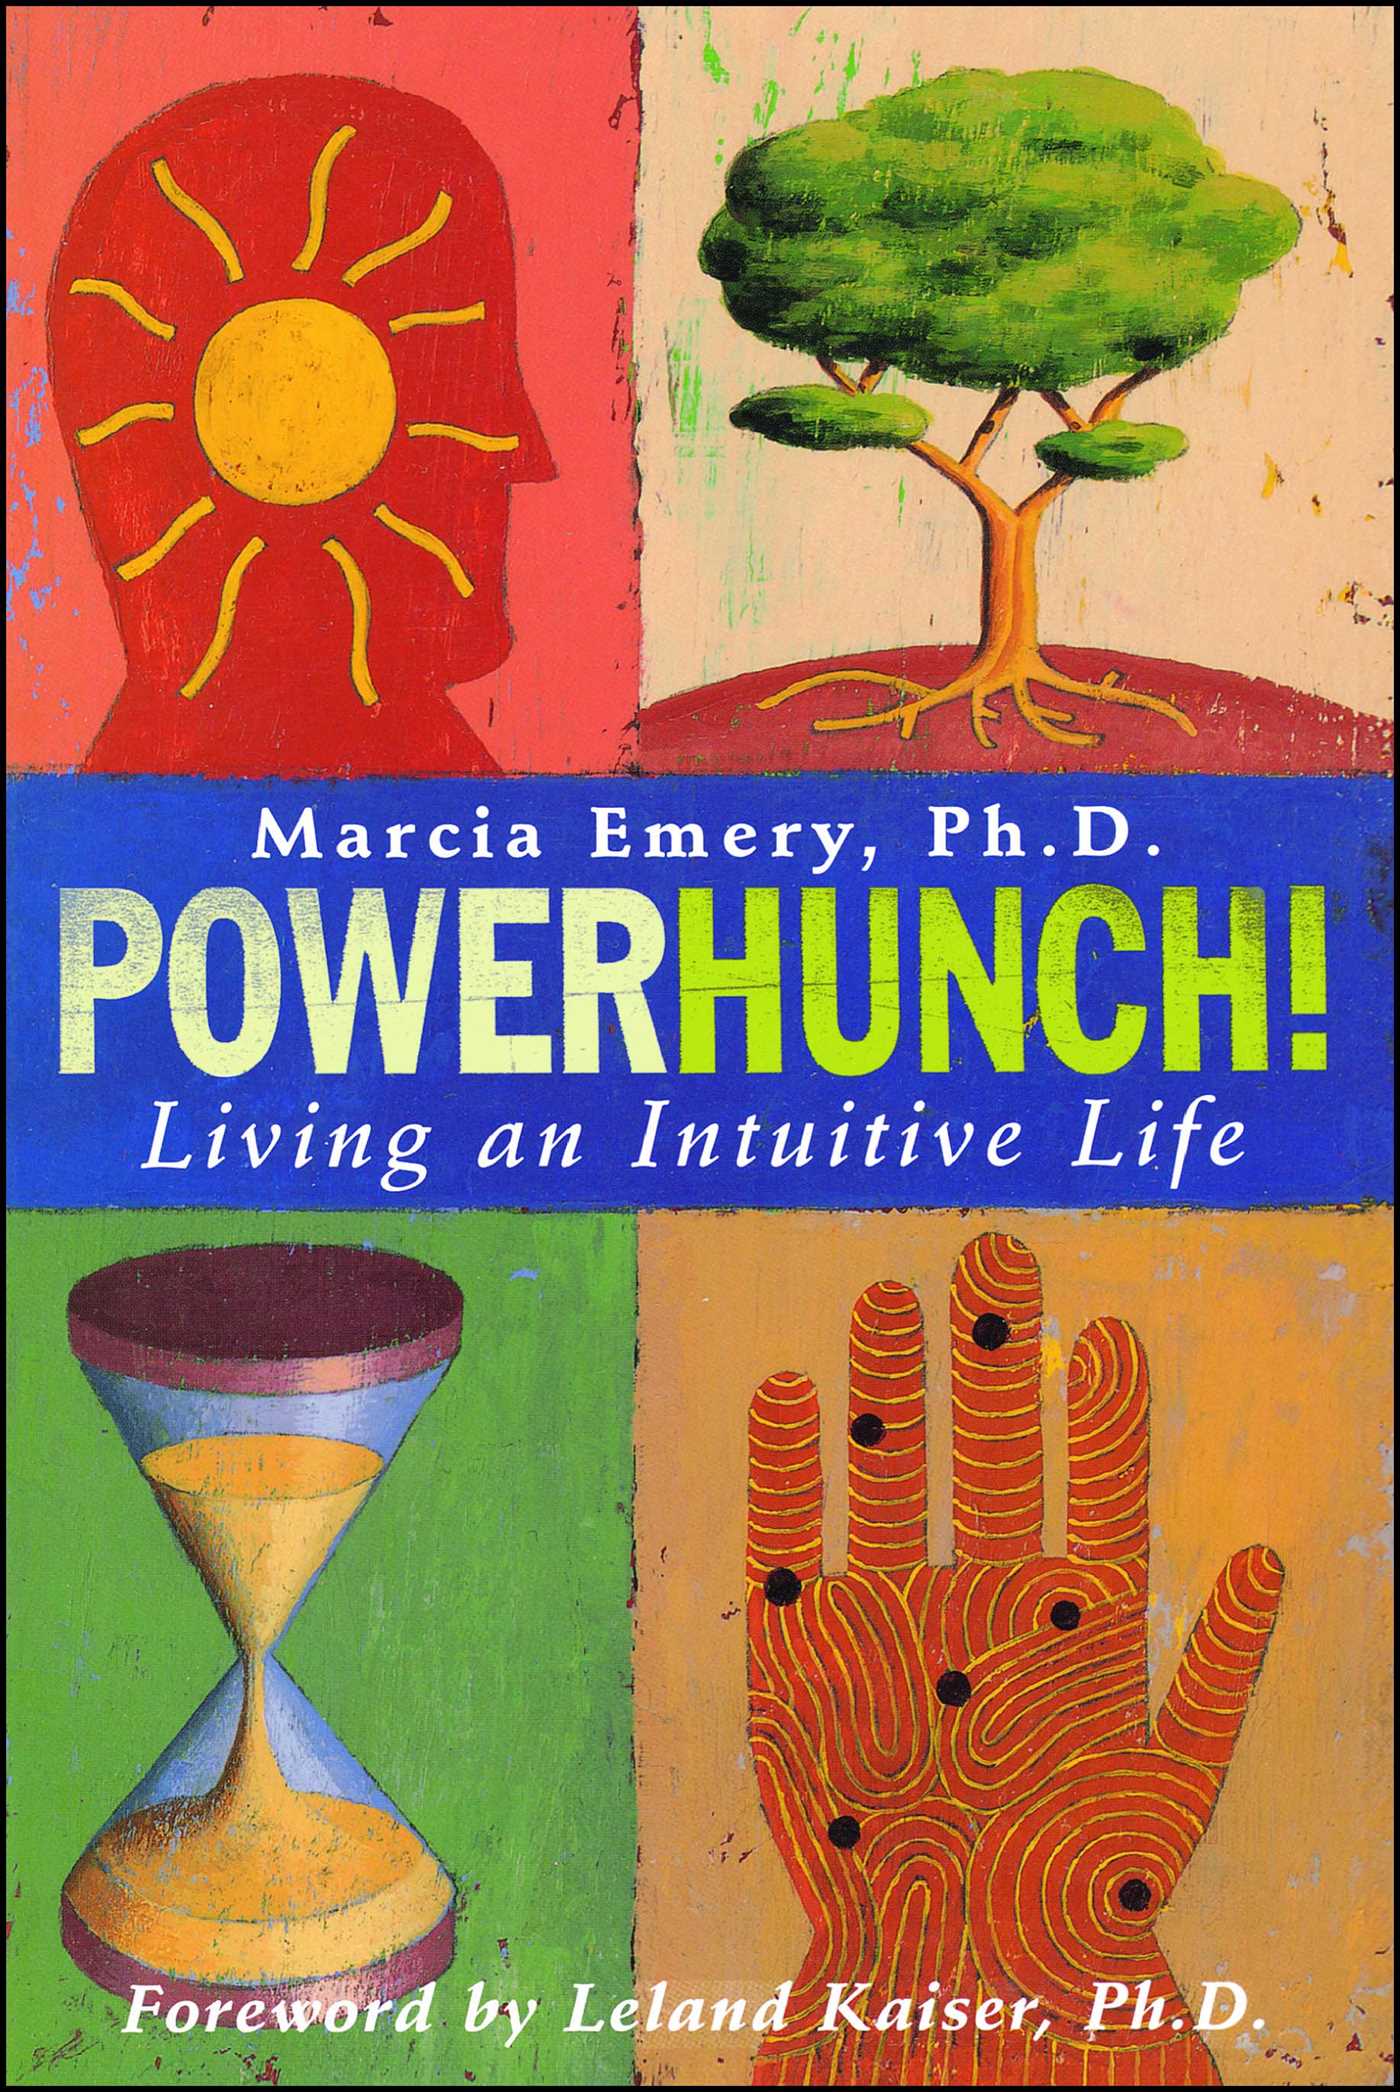 Marcia Emery, Ph.D.
POWERHUNCH!
Living an Intuitive Life
Foreword by Leland Kaiser, Ph.D.